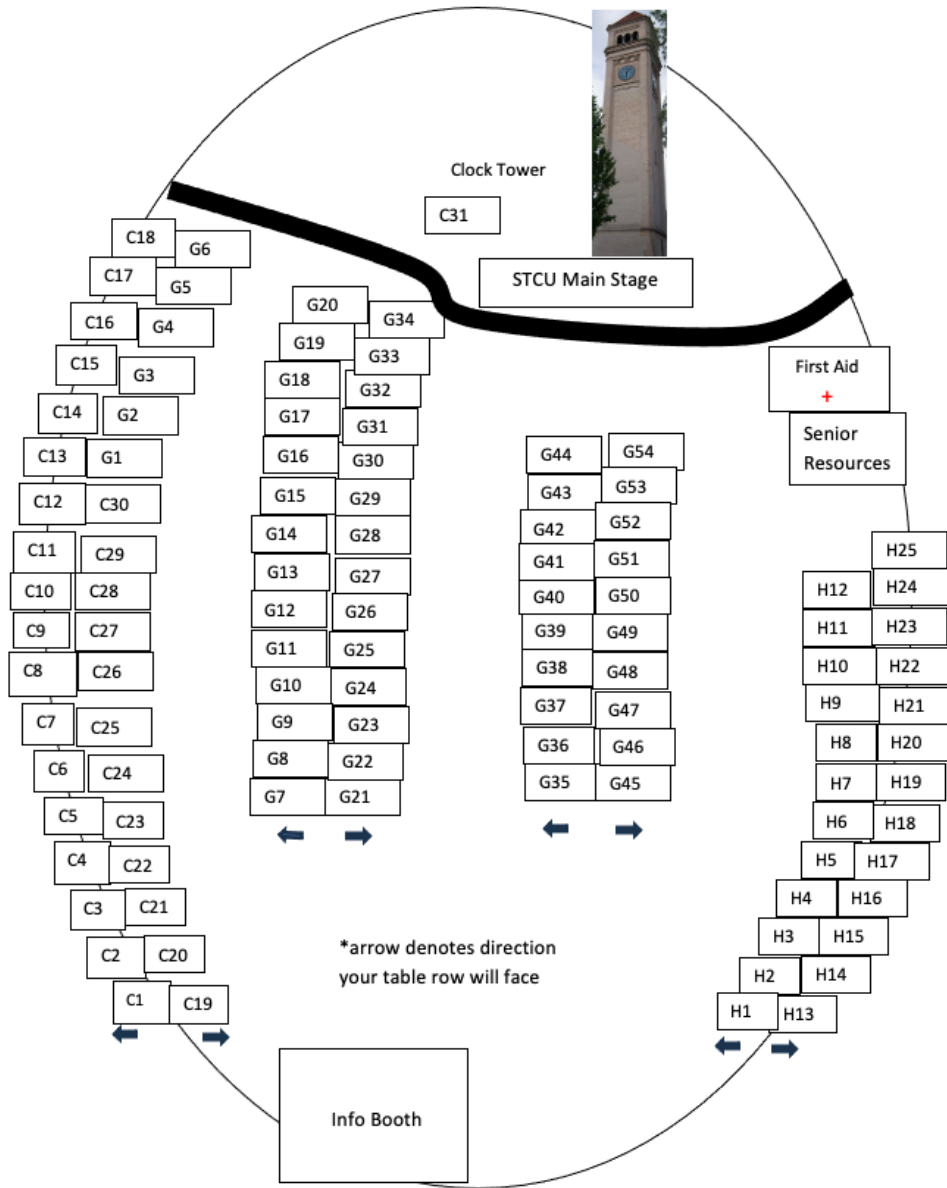 Clock Tower
C31
STCU Main Stage
C18
G6
C17
G5
C16
G4
C15
G3
C14
G2
C13
G1
C12
C30
C11
C29
C10
C28
C9
C27
C8
C26
C7
C25
C6
C24
C5
C23
C4
C22
C3
C21
C2
C20
C1
C19
G20
G34
G19
G33
G18
G32
G17
G31
G16
G30
G15
G29
G14
G28
G13
G27
G12
G26
G11
G25
G10
G24
G9
G23
G8
G22
G7
G21
G44
G54
G43
G53
G42
G52
G41
G51
G40
G50
G39
G49
G38
G48
G37
G47
G36
G46
G35
G45
First Aid
+
Senior
Resources
H25
H12
H24
H11
H23
H10
H22
H9
H21
H8
H20
H7
H19
H6
H18
H5
H17
H4
H16
H3
H15
H2
H14
H1
H13
*arrow denotes direction
your table row will face
Info Booth